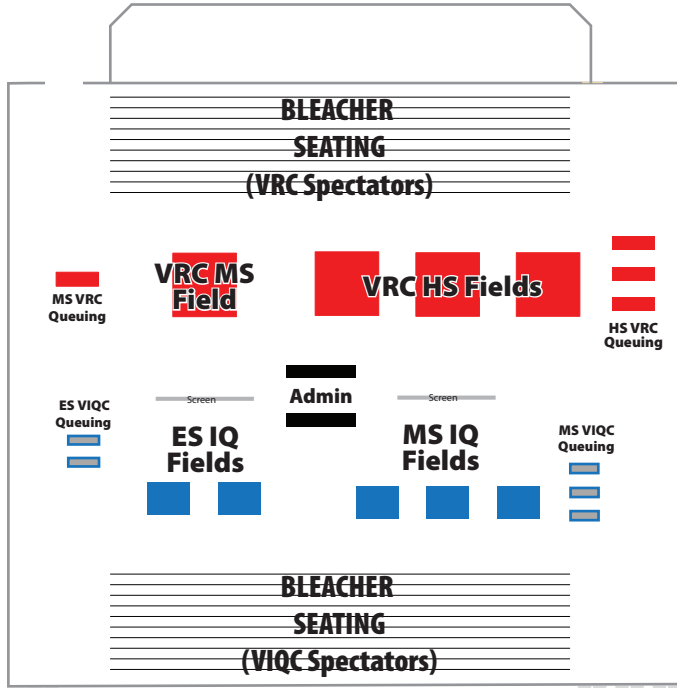 BLEACHER
SEATING
(VRC Spectators)
VRC MS
Field
VRC HS Fields
MS VRC
Queuing
HS VRC
Queuing
Admin
Screen
Screen
ES VIQC
Queuing
ES IQ
Fields
MS IQ
Fields
MS VIQC
Queuing
BLEACHER
SEATING
(VIQC Spectators)